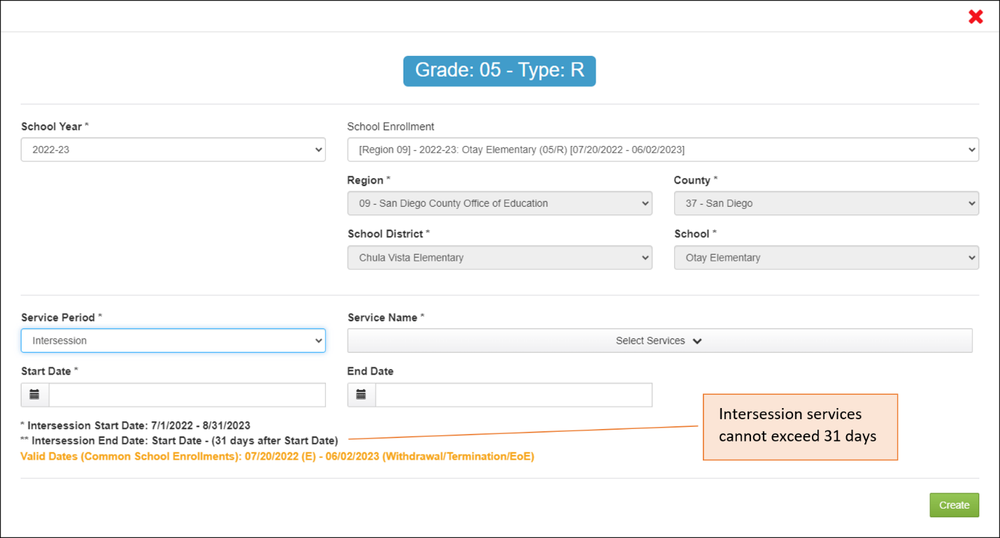 Grade: 05 - Type: R
School Year *
School Enrollment
2022-23
[Region 09] - 2022-23: Otay Elementary (05/R) [07/20/2022 - 06/02/2023]
Region *
County *
09 - San Diego County Office of Education
37 - San Diego
School District *
School *
Chula Vista Elementary
Otay Elementary
Service Period *
Service Name *
Intersession
Select Services
Start Date *
End Date
* Intersession Start Date: 7/1/2022 - 8/31/2023
** Intersession End Date: Start Date - (31 days after Start Date)
Valid Dates (Common School Enrollments): 07/20/2022 (E) - 06/02/2023 (Withdrawal/Termination/EoE)
Intersession services
cannot exceed 31 days
Create